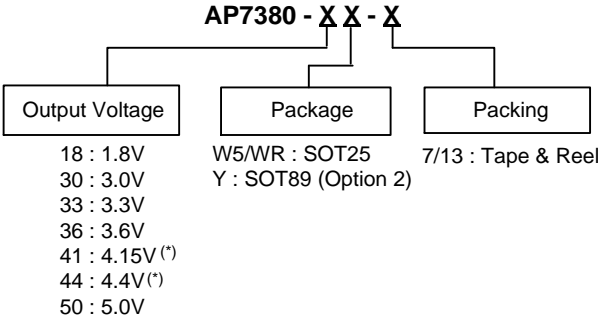 AP7380 - X X - X
Output Voltage
Package
Packing
18 : 1.8V
30 : 3.0V
33 : 3.3V
36 : 3.6V
41 : 4.15V (*)
44 : 4.4V (*)
50 : 5.0V
W5/WR : SOT25
Y : SOT89 (Option 2)
7/13 : Tape & Reel